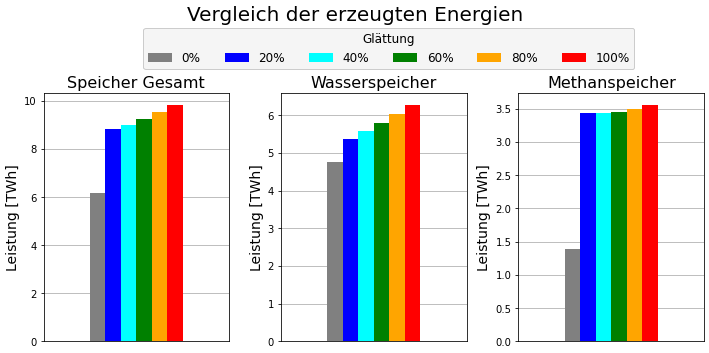 Vergleich der erzeugten Energien
Glättung
0% 20% 40% 60% 80% 100%
Speicher Gesamt
Leistung [TWh]
10
8
6
4
2
0
Wasserspeicher
Leistung [TWh]
6
5
4
3
2
1
0
Methanspeicher
Leistung [TWh]
3.5
3.0
2.5
2.0
1.5
1.0
0.5
0.0